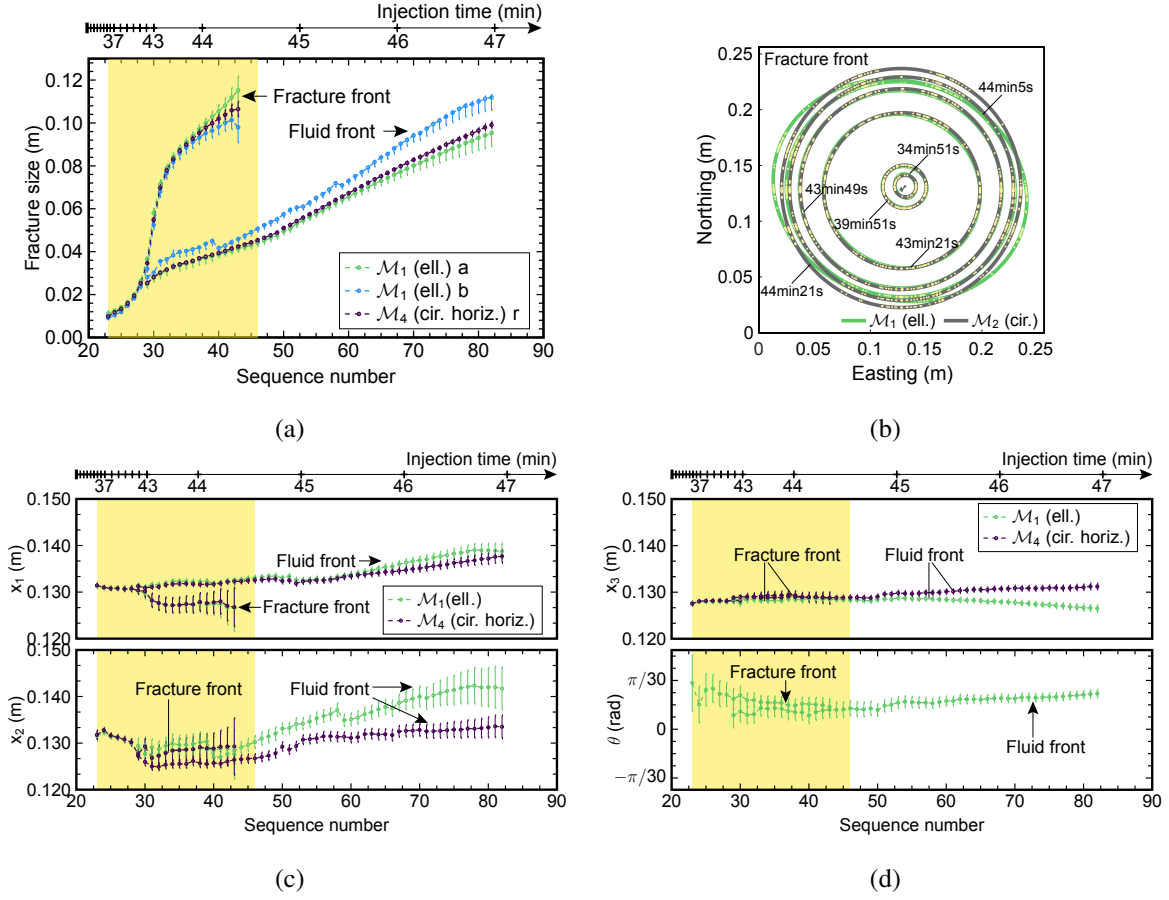 Injection time (min)
37 43 44 45 46 47
0.12
0.10
0.08
0.06
0.04
0.02
0.00
Fracture size (m)
Fracture front
Fluid front
M₁ (ell.) a
M₁ (ell.) b
M₄ (cir. horiz.) r
20 30 40 50 60 70 80 90
Sequence number
(a)
0.25
0.20
0.15
0.10
0.05
0
Northing (m)
Fracture front
44min5s
34min51s
43min49s
39min51s
43min21s
44min21s
M₁ (ell.) M₂ (cir.)
0 0.05 0.1 0.15 0.2 0.25
Easting (m)
(b)
Injection time (min)
37 43 44 45 46 47
0.150
0.140
0.130
0.120
x₁ (m)
Fluid front
Fracture front
M₁(ell.)
M₄ (cir. horiz.)
0.150
0.140
0.130
0.120
x₂ (m)
Fracture front
Fluid front
20 30 40 50 60 70 80 90
Sequence number
(c)
Injection time (min)
37 43 44 45 46 47
0.150
0.140
0.130
0.120
x₃ (m)
M₁ (ell.)
M₄ (cir. horiz.)
Fracture front
Fluid front
π/30
0
−π/30
θ (rad)
Fracture front
Fluid front
20 30 40 50 60 70 80 90
Sequence number
(d)